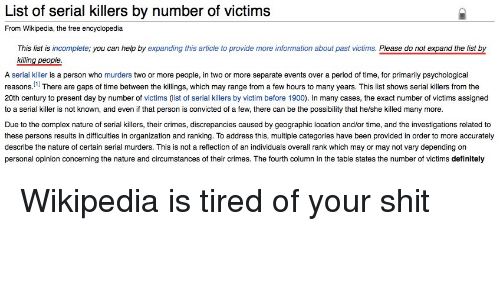 List of serial killers by number of victims
From Wikipedia, the free encyclopedia
This list is incomplete; you can help by expanding this article to provide more information about past victims. Please do not expand the list by
killing people.
A serial killer is a person who murders two or more people, in two or more separate events over a period of time, for primarily psychological
reasons.[1] There are gaps of time between the killings, which may range from a few hours to many years. This list shows serial killers from the
20th century to present day by number of victims (list of serial killers by victim before 1900). In many cases, the exact number of victims assigned
to a serial killer is not known, and even if that person is convicted of a few, there can be the possibility that he/she killed many more.
Due to the complex nature of serial killers, their crimes, discrepancies caused by geographic location and/or time, and the investigations related to
these persons results in difficulties in organization and ranking. To address this, multiple categories have been provided in order to more accurately
describe the nature of certain serial murders. This is not a reflection of an individuals overall rank which may or may not vary depending on
personal opinion concerning the nature and circumstances of their crimes. The fourth column in the table states the number of victims definitely
Wikipedia is tired of your shit